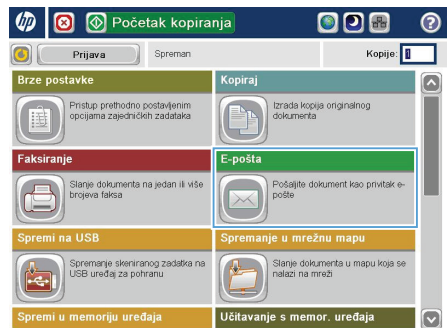 hp
Početak kopiranja
?
Prijava
Spreman
Kopije: 1
Brze postavke
Pristup prethodno postavljenim
opcijama zajedničkih zadataka
Kopiraj
Izrada kopija originalnog
dokumenta
Faksiranje
Slanje dokumenta na jedan ili više
brojeva faksa
E-pošta
Pošaljite dokument kao privitak e-
pošte
Spremi na USB
Spremanje skeniranog zadatka na
USB uređaj za pohranu
Spremanje u mrežnu mapu
Slanje dokumenta u mapu koja se
nalazi na mreži
Spremi u memoriju uređaja
Učitavanje s memor. uređaja